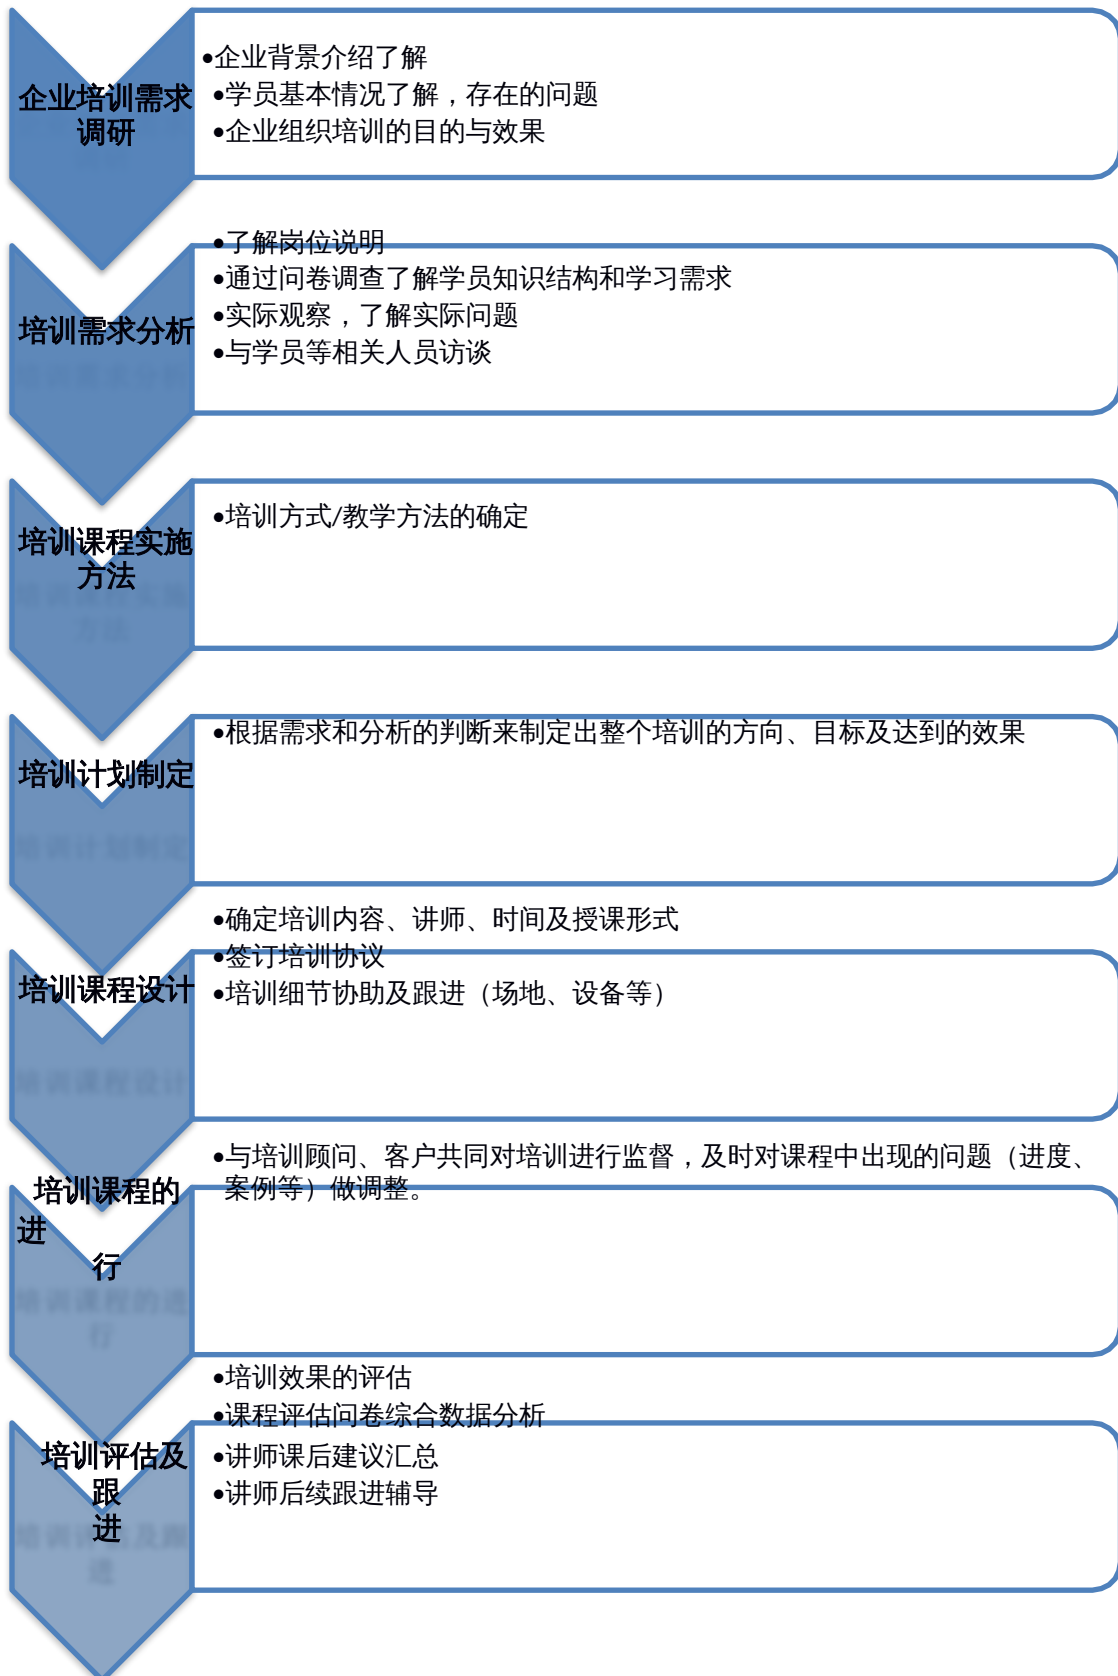 企业培训需求
调研
•企业背景介绍了解
•学员基本情况了解，存在的问题
•企业组织培训的目的与效果
培训需求分析
•了解岗位说明
•通过问卷调查了解学员知识结构和学习需求
•实际观察，了解实际问题
•与学员等相关人员访谈
培训课程实施
方法
•培训方式/教学方法的确定
培训计划制定
•根据需求和分析的判断来制定出整个培训的方向、目标及达到的效果
培训课程设计
•确定培训内容、讲师、时间及授课形式
•签订培训协议
•培训细节协助及跟进（场地、设备等）
培训课程的
进
行
•与培训顾问、客户共同对培训进行监督，及时对课程中出现的问题（进度、
案例等）做调整。
培训评估及
跟
进
•培训效果的评估
•课程评估问卷综合数据分析
•讲师课后建议汇总
•讲师后续跟进辅导